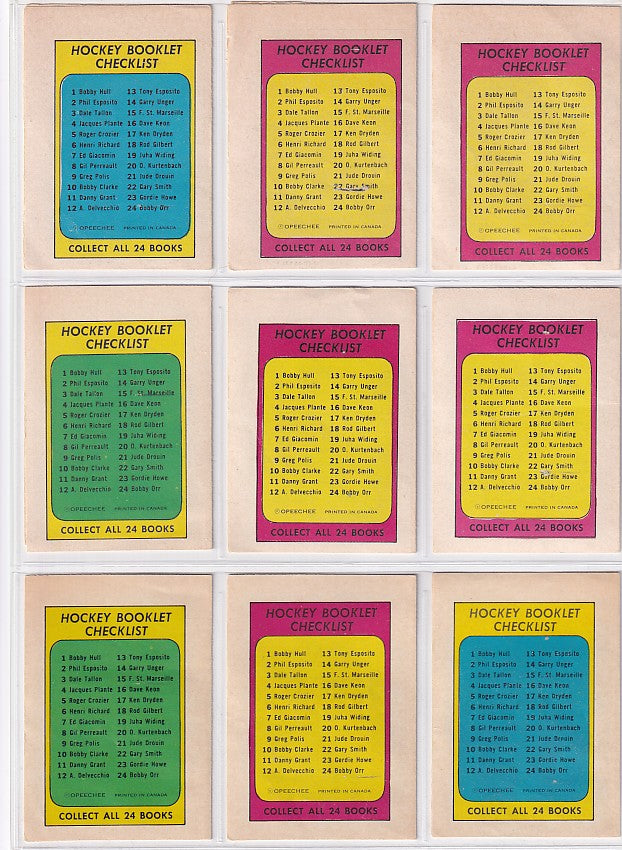 HOCKEY BOOKLET
CHECKLIST
1 Bobby Hull 13 Tony Esposito
2 Phil Esposito 14 Garry Unger
3 Dale Tallon 15 F. St. Marseille
4 Jacques Plante 16 Dave Keon
5 Roger Crozier 17 Ken Dryden
6 Henri Richard 18 Rod Gilbert
7 Ed Giacomin 19 Juha Widing
8 Gil Perreault 20 O. Kurtenbach
9 Greg Polis 21 Jude Drouin
10 Bobby Clarke 22 Gary Smith
11 Danny Grant 23 Gordie Howe
12 A. Delvecchio 24 Bobby Orr
© OPEECHEE PRINTED IN CANADA
COLLECT ALL 24 BOOKS
HOCKEY BOOKLET
CHECKLIST
1 Bobby Hull 13 Tony Esposito
2 Phil Esposito 14 Garry Unger
3 Dale Tallon 15 F. St. Marseille
4 Jacques Plante 16 Dave Keon
5 Roger Crozier 17 Ken Dryden
6 Henri Richard 18 Rod Gilbert
7 Ed Giacomin 19 Juha Widing
8 Gil Perreault 20 O. Kurtenbach
9 Greg Polis 21 Jude Drouin
10 Bobby Clarke 22 Gary Smith
11 Danny Grant 23 Gordie Howe
12 A. Delvecchio 24 Bobby Orr
© OPEECHEE PRINTED IN CANADA
COLLECT ALL 24 BOOKS
HOCKEY BOOKLET
CHECKLIST
1 Bobby Hull 13 Tony Esposito
2 Phil Esposito 14 Garry Unger
3 Dale Tallon 15 F. St. Marseille
4 Jacques Plante 16 Dave Keon
5 Roger Crozier 17 Ken Dryden
6 Henri Richard 18 Rod Gilbert
7 Ed Giacomin 19 Juha Widing
8 Gil Perreault 20 O. Kurtenbach
9 Greg Polis 21 Jude Drouin
10 Bobby Clarke 22 Gary Smith
11 Danny Grant 23 Gordie Howe
12 A. Delvecchio 24 Bobby Orr
© OPEECHEE PRINTED IN CANADA
COLLECT ALL 24 BOOKS
HOCKEY BOOKLET
CHECKLIST
1 Bobby Hull 13 Tony Esposito
2 Phil Esposito 14 Garry Unger
3 Dale Tallon 15 F. St. Marseille
4 Jacques Plante 16 Dave Keon
5 Roger Crozier 17 Ken Dryden
6 Henri Richard 18 Rod Gilbert
7 Ed Giacomin 19 Juha Widing
8 Gil Perreault 20 O. Kurtenbach
9 Greg Polis 21 Jude Drouin
10 Bobby Clarke 22 Gary Smith
11 Danny Grant 23 Gordie Howe
12 A. Delvecchio 24 Bobby Orr
© OPEECHEE PRINTED IN CANADA
COLLECT ALL 24 BOOKS
HOCKEY BOOKLET
CHECKLIST
1 Bobby Hull 13 Tony Esposito
2 Phil Esposito 14 Garry Unger
3 Dale Tallon 15 F. St. Marseille
4 Jacques Plante 16 Dave Keon
5 Roger Crozier 17 Ken Dryden
6 Henri Richard 18 Rod Gilbert
7 Ed Giacomin 19 Juha Widing
8 Gil Perreault 20 O. Kurtenbach
9 Greg Polis 21 Jude Drouin
10 Bobby Clarke 22 Gary Smith
11 Danny Grant 23 Gordie Howe
12 A. Delvecchio 24 Bobby Orr
© OPEECHEE PRINTED IN CANADA
COLLECT ALL 24 BOOKS
HOCKEY BOOKLET
CHECKLIST
1 Bobby Hull 13 Tony Esposito
2 Phil Esposito 14 Garry Unger
3 Dale Tallon 15 F. St. Marseille
4 Jacques Plante 16 Dave Keon
5 Roger Crozier 17 Ken Dryden
6 Henri Richard 18 Rod Gilbert
7 Ed Giacomin 19 Juha Widing
8 Gil Perreault 20 O. Kurtenbach
9 Greg Polis 21 Jude Drouin
10 Bobby Clarke 22 Gary Smith
11 Danny Grant 23 Gordie Howe
12 A. Delvecchio 24 Bobby Orr
© OPEECHEE PRINTED IN CANADA
COLLECT ALL 24 BOOKS
HOCKEY BOOKLET
CHECKLIST
1 Bobby Hull 13 Tony Esposito
2 Phil Esposito 14 Garry Unger
3 Dale Tallon 15 F. St. Marseille
4 Jacques Plante 16 Dave Keon
5 Roger Crozier 17 Ken Dryden
6 Henri Richard 18 Rod Gilbert
7 Ed Giacomin 19 Juha Widing
8 Gil Perreault 20 O. Kurtenbach
9 Greg Polis 21 Jude Drouin
10 Bobby Clarke 22 Gary Smith
11 Danny Grant 23 Gordie Howe
12 A. Delvecchio 24 Bobby Orr
© OPEECHEE PRINTED IN CANADA
COLLECT ALL 24 BOOKS
HOCKEY BOOKLET
CHECKLIST
1 Bobby Hull 13 Tony Esposito
2 Phil Esposito 14 Garry Unger
3 Dale Tallon 15 F. St. Marseille
4 Jacques Plante 16 Dave Keon
5 Roger Crozier 17 Ken Dryden
6 Henri Richard 18 Rod Gilbert
7 Ed Giacomin 19 Juha Widing
8 Gil Perreault 20 O. Kurtenbach
9 Greg Polis 21 Jude Drouin
10 Bobby Clarke 22 Gary Smith
11 Danny Grant 23 Gordie Howe
12 A. Delvecchio 24 Bobby Orr
© OPEECHEE PRINTED IN CANADA
COLLECT ALL 24 BOOKS
HOCKEY BOOKLET
CHECKLIST
1 Bobby Hull 13 Tony Esposito
2 Phil Esposito 14 Garry Unger
3 Dale Tallon 15 F. St. Marseille
4 Jacques Plante 16 Dave Keon
5 Roger Crozier 17 Ken Dryden
6 Henri Richard 18 Rod Gilbert
7 Ed Giacomin 19 Juha Widing
8 Gil Perreault 20 O. Kurtenbach
9 Greg Polis 21 Jude Drouin
10 Bobby Clarke 22 Gary Smith
11 Danny Grant 23 Gordie Howe
12 A. Delvecchio 24 Bobby Orr
© OPEECHEE PRINTED IN CANADA
COLLECT ALL 24 BOOKS